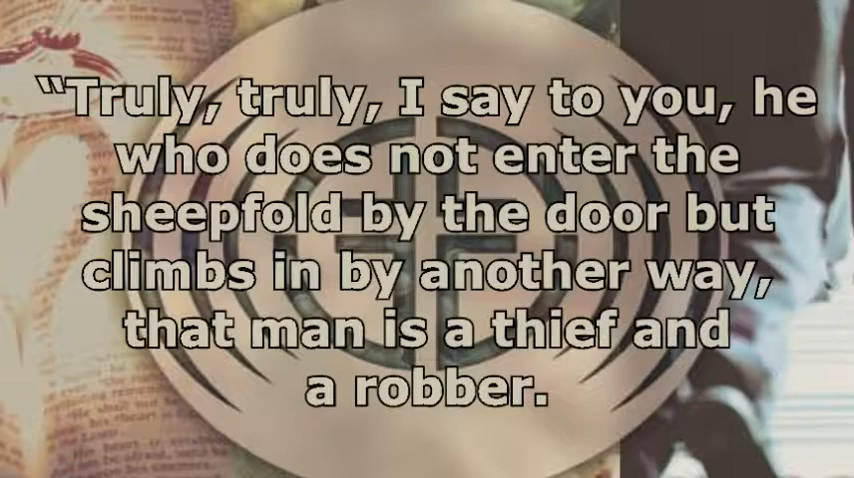 “Truly, truly, I say to you, he
who does not enter the
sheepfold by the door but
climbs in by another way,
that man is a thief and
a robber.